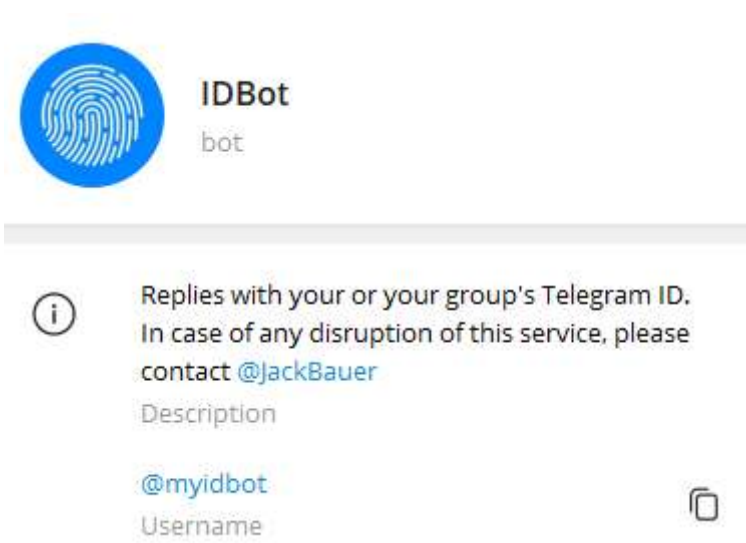 IDBot
bot
Replies with your or your group's Telegram ID.
In case of any disruption of this service, please
contact @JackBauer
Description
@myidbot
Username